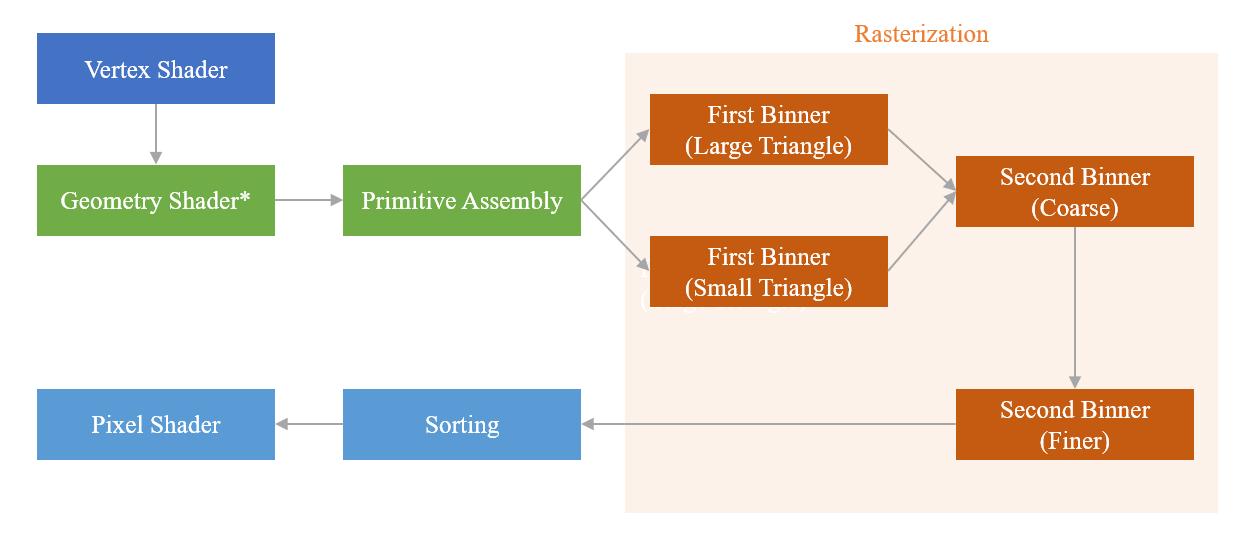 Rasterization
Vertex Shader
Geometry Shader*
Primitive Assembly
First Binner
(Large Triangle)
First Binner
(Small Triangle)
Second Binner
(Coarse)
Second Binner
(Finer)
Sorting
Pixel Shader